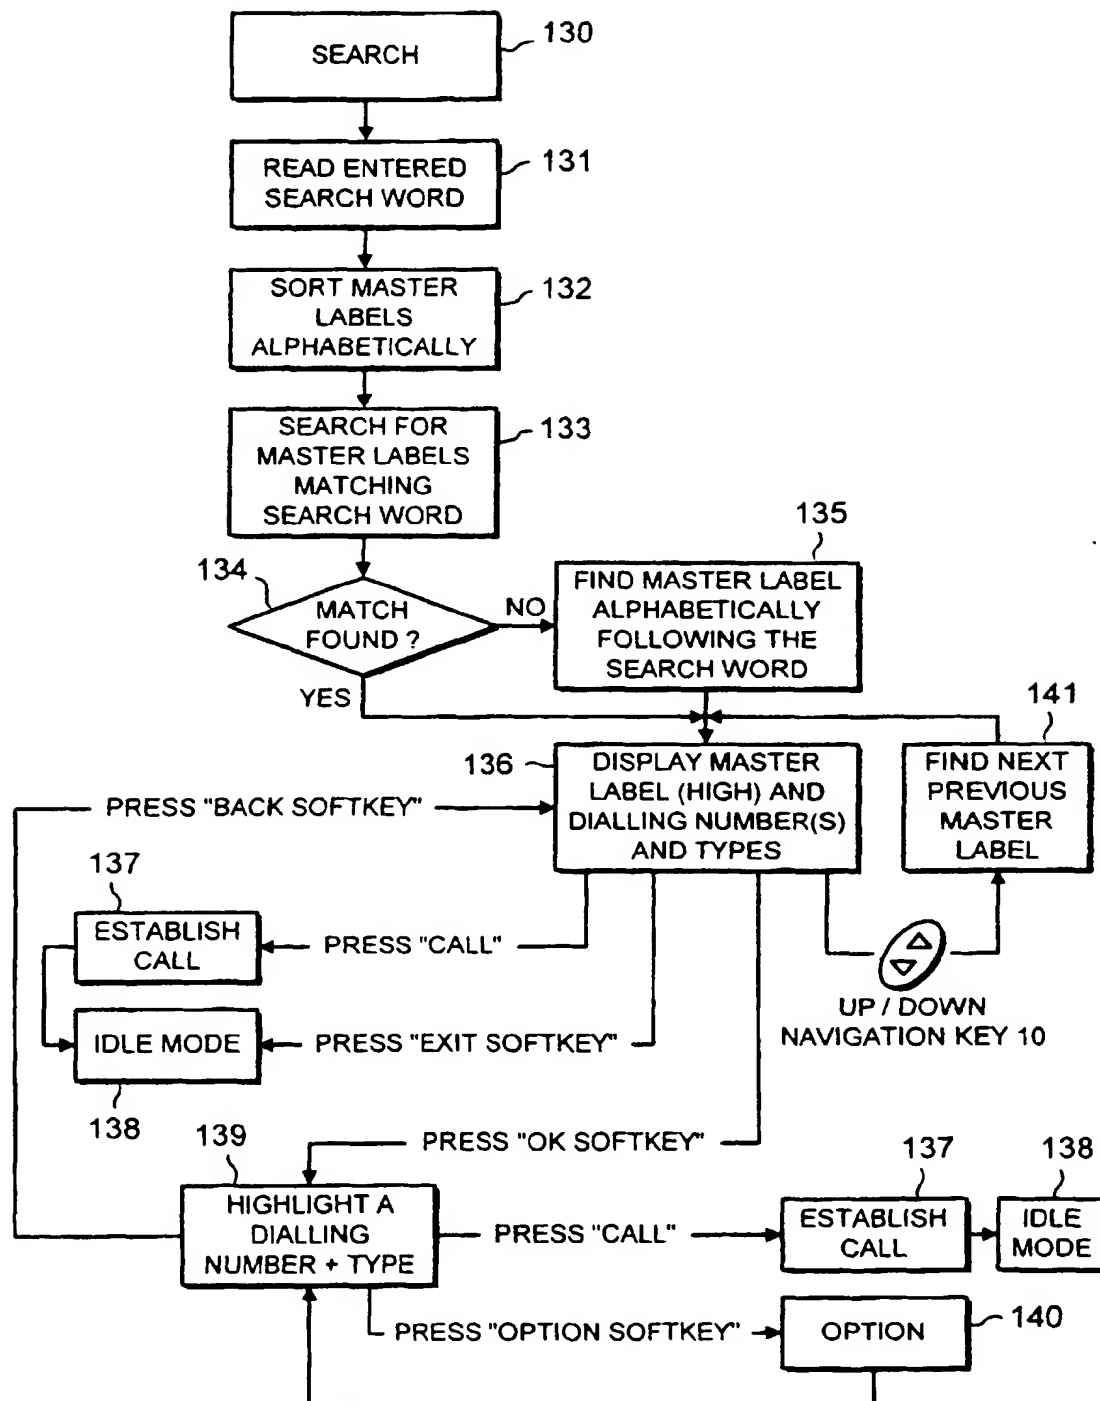 SEARCH
130
READ ENTERED
SEARCH WORD
131
SORT MASTER
LABELS
ALPHABETICALLY
132
SEARCH FOR
MASTER LABELS
MATCHING
SEARCH WORD
133
134
MATCH
FOUND ?
NO
YES
135
FIND MASTER LABEL
ALPHABETICALLY
FOLLOWING THE
SEARCH WORD
136
DISPLAY MASTER
LABEL (HIGH) AND
DIALLING NUMBER(S)
AND TYPES
141
FIND NEXT
PREVIOUS
MASTER
LABEL
PRESS "BACK SOFTKEY"
137
ESTABLISH
CALL
PRESS "CALL"
UP / DOWN
NAVIGATION KEY 10
IDLE MODE
PRESS "EXIT SOFTKEY"
138
139
PRESS "OK SOFTKEY"
HIGHLIGHT A
DIALLING
NUMBER + TYPE
PRESS "CALL"
137
ESTABLISH
CALL
138
IDLE
MODE
PRESS "OPTION SOFTKEY"
OPTION
140